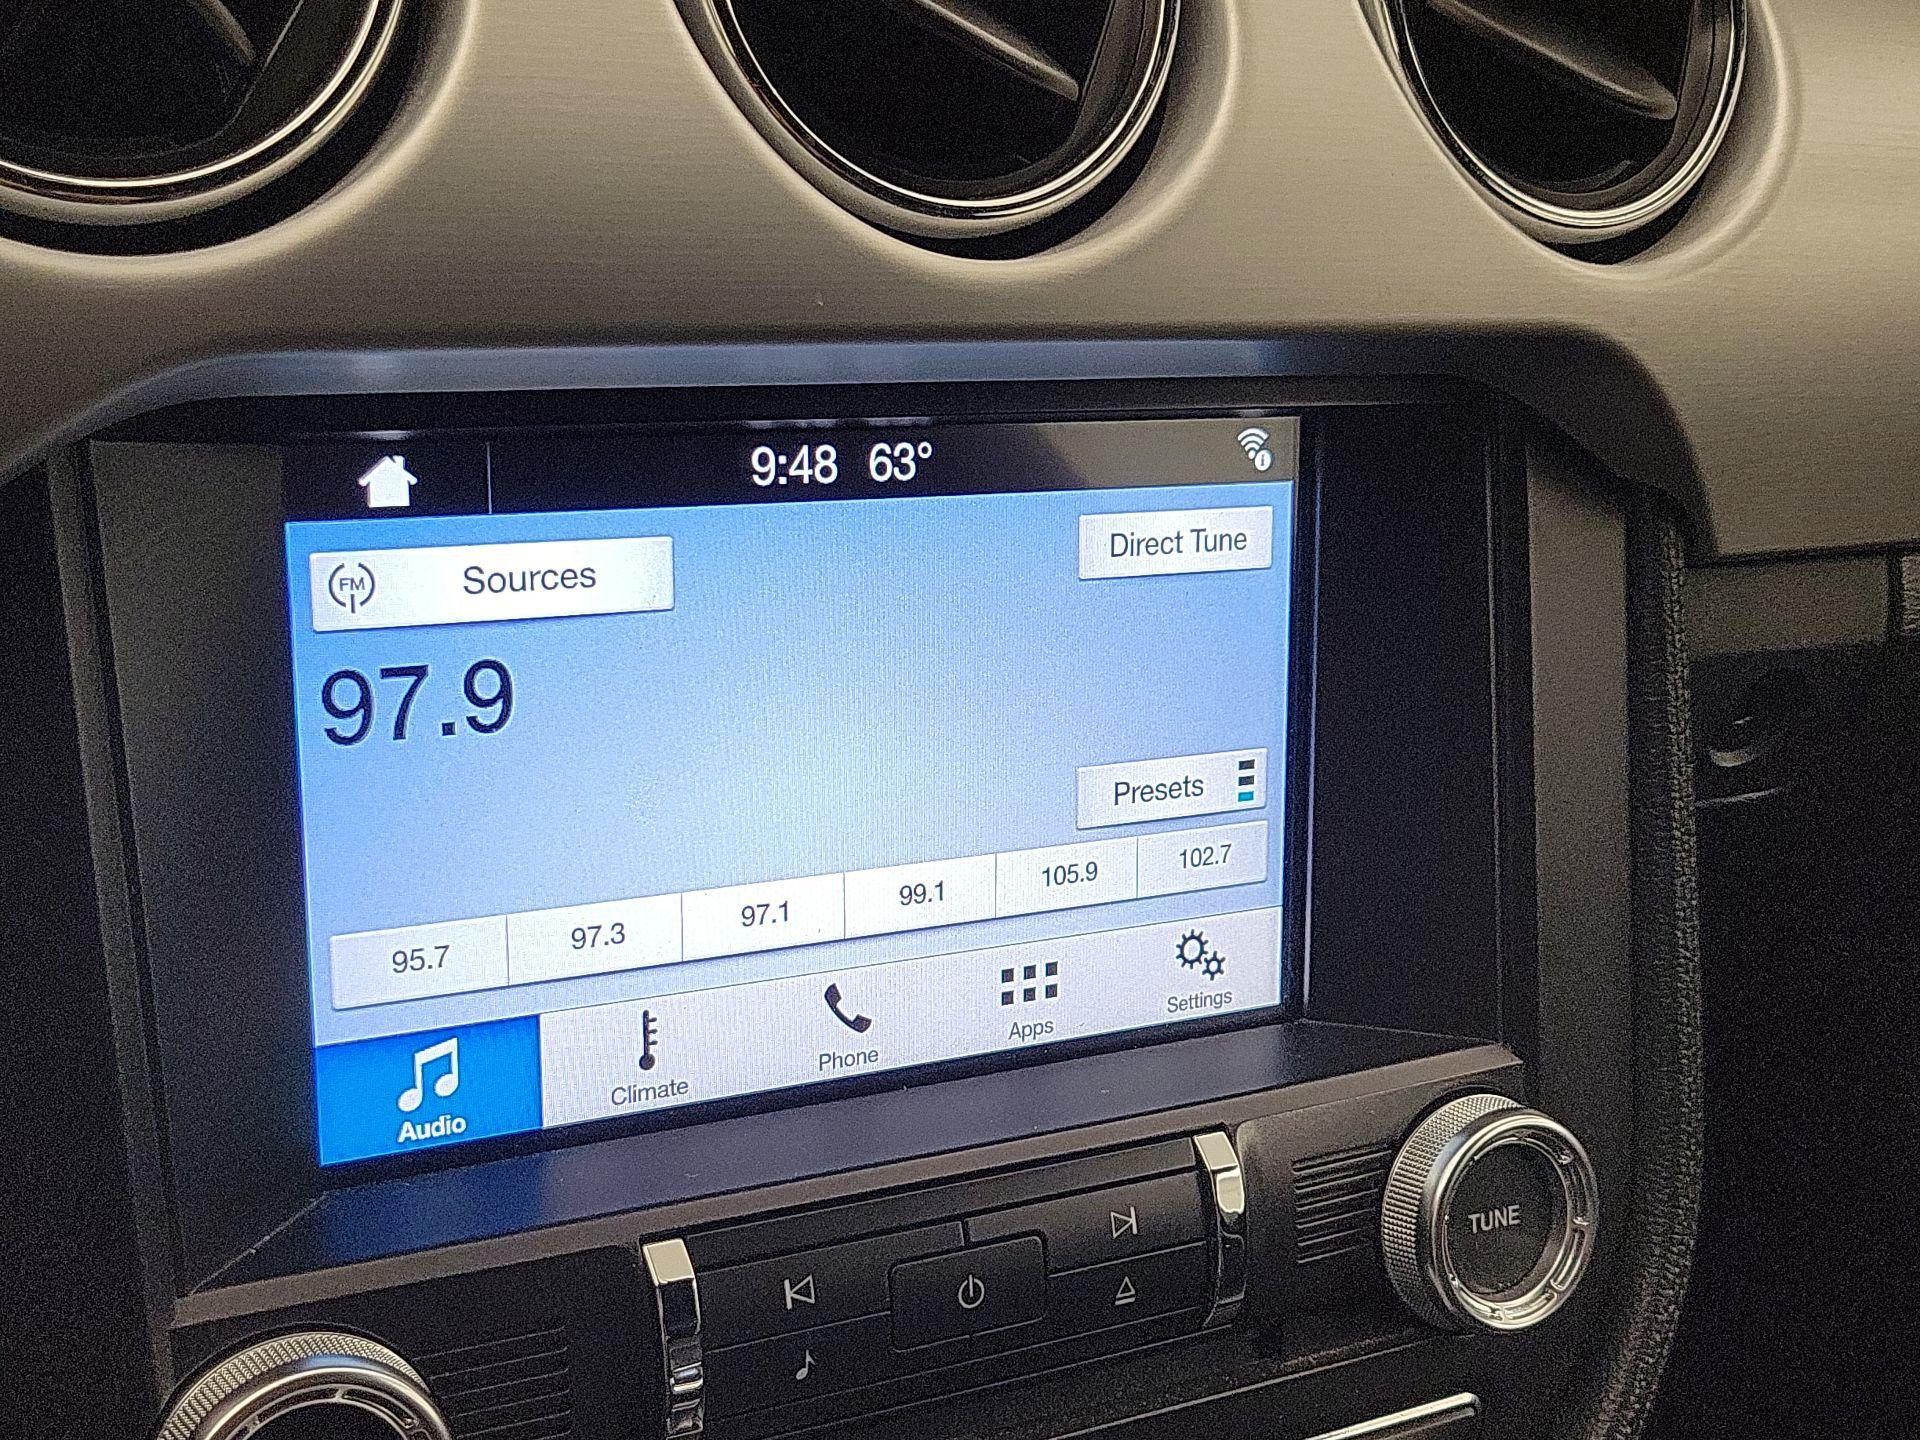 9:48 63°
FM Sources
Direct Tune
97.9
Presets
95.7 97.3 97.1 99.1 105.9 102.7
Audio Climate Phone Apps Settings
TUNE